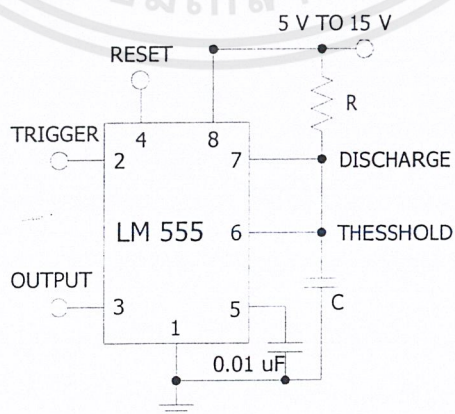 5 V TO 15 V
RESET
R
4
8
TRIGGER
2
7
DISCHARGE
LM 555
6
THESSHOLD
OUTPUT
3
5
C
1
0.01 uF